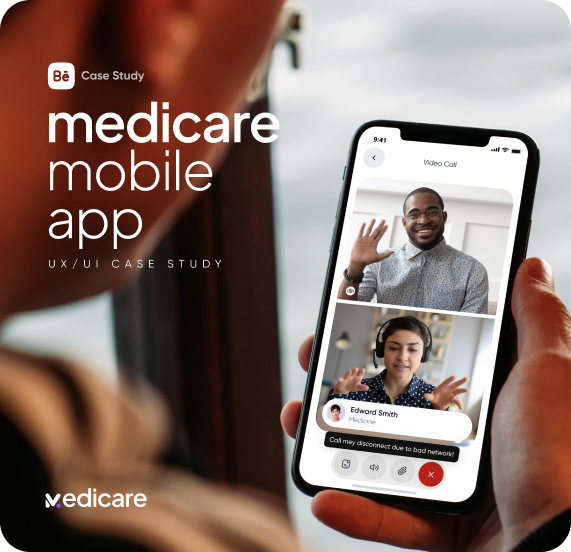 Bē Case Study
medicare
mobile
app
UX/UI CASE STUDY
9:41
Video Call
Edward Smith
Medicine
Call mey disconnect due to bad network!
medicare